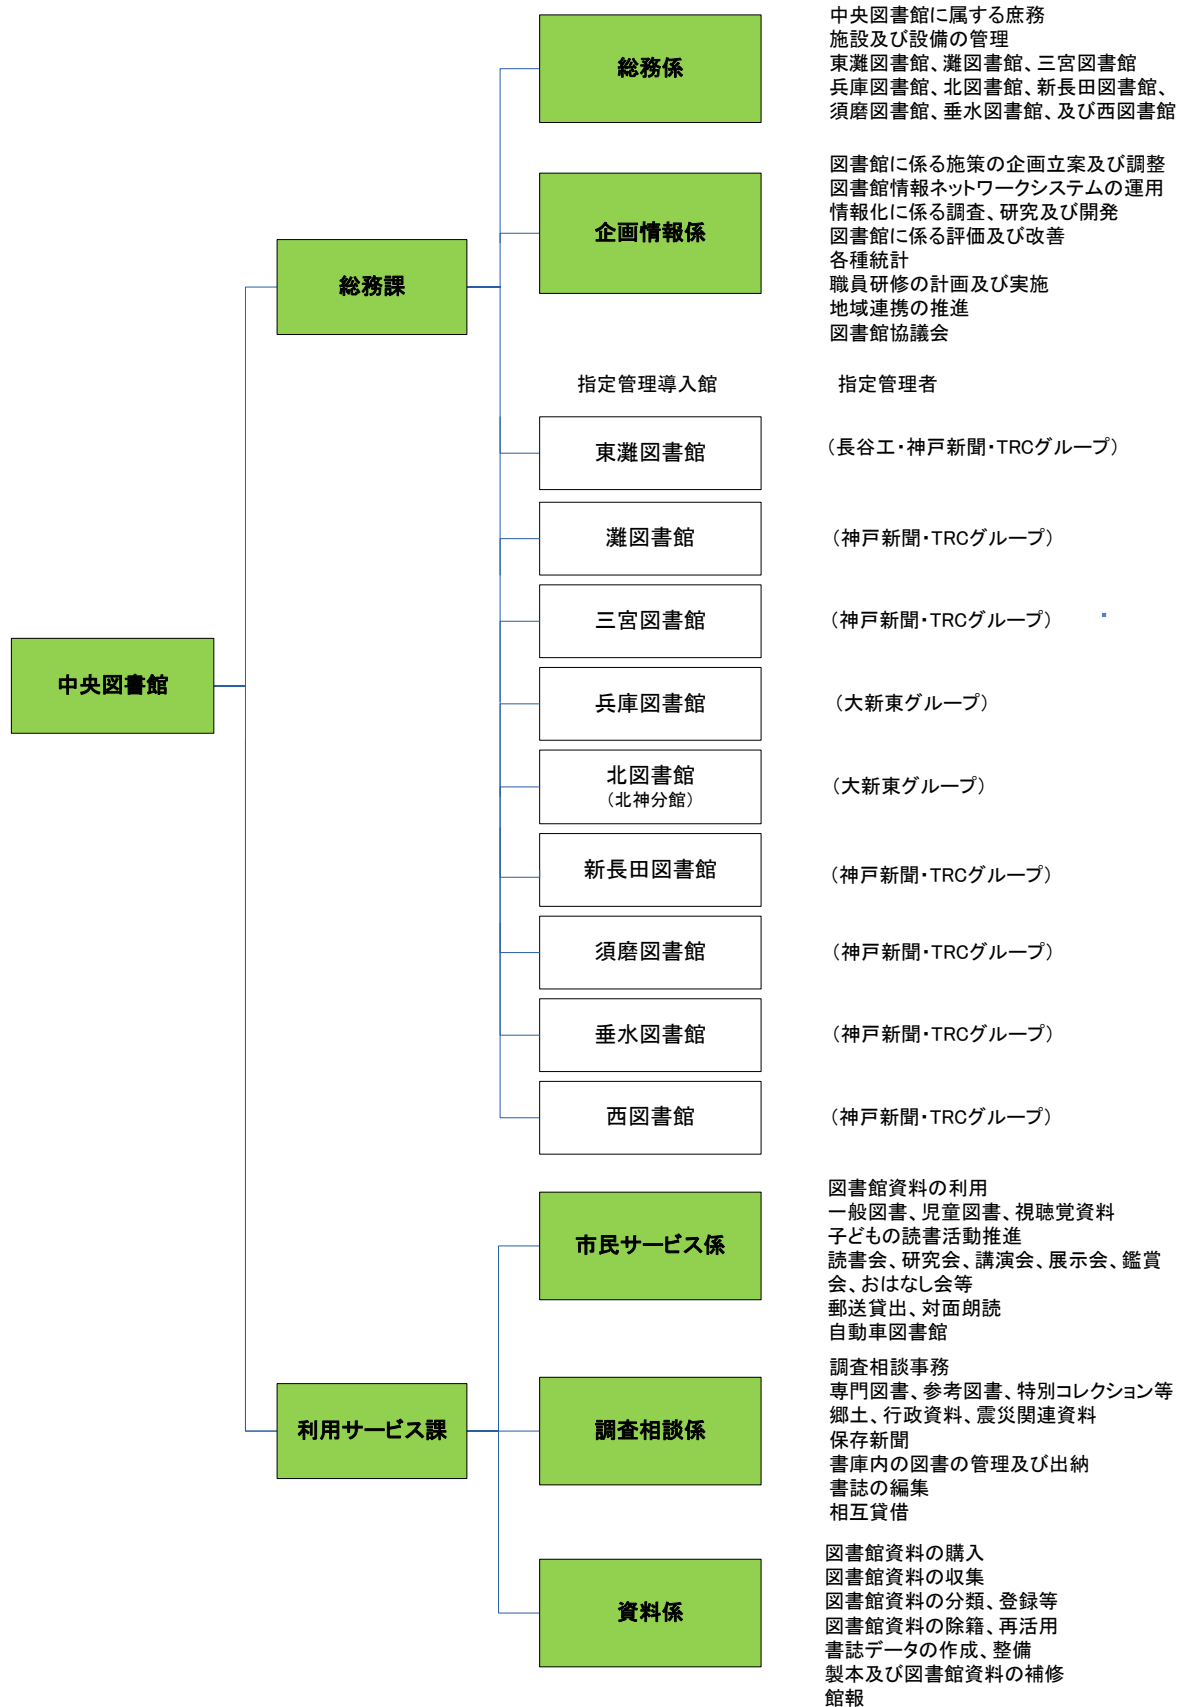 中央図書館に属する庶務
施設及び設備の管理
総務係
東灘図書館、灘図書館、三宮図書館
兵庫図書館、北図書館、新長田図書館、
須磨図書館、垂水図書館、及び西図書館
図書館に係る施策の企画立案及び調整
図書館情報ネットワークシステムの運用
情報化に係る調査、研究及び開発
企画情報係
図書館に係る評価及び改善
各種統計
総務課
職員研修の計画及び実施
地域連携の推進
図書館協議会
指定管理導入館 指定管理者
東灘図書館 (長谷工・神戸新聞・TRCグループ)
灘図書館 (神戸新聞・TRCグループ)
三宮図書館 (神戸新聞・TRCグループ)
中央図書館
兵庫図書館 (大新東グループ)
北図書館
(北神分館)
(大新東グループ)
新長田図書館 (神戸新聞・TRCグループ)
須磨図書館 (神戸新聞・TRCグループ)
垂水図書館 (神戸新聞・TRCグループ)
西図書館 (神戸新聞・TRCグループ)
図書館資料の利用
一般図書、児童図書、視聴覚資料
子どもの読書活動推進
市民サービス係
読書会、研究会、講演会、展示会、鑑賞
会、おはなし会等
郵送貸出、対面朗読
自動車図書館
調査相談事務
専門図書、参考図書、特別コレクション等
郷土、行政資料、震災関連資料
利用サービス課
調査相談係
保存新聞
書庫内の図書の管理及び出納
書誌の編集
相互貸借
図書館資料の購入
図書館資料の収集
図書館資料の分類、登録等
資料係
図書館資料の除籍、再活用
書誌データの作成、整備
製本及び図書館資料の補修
館報